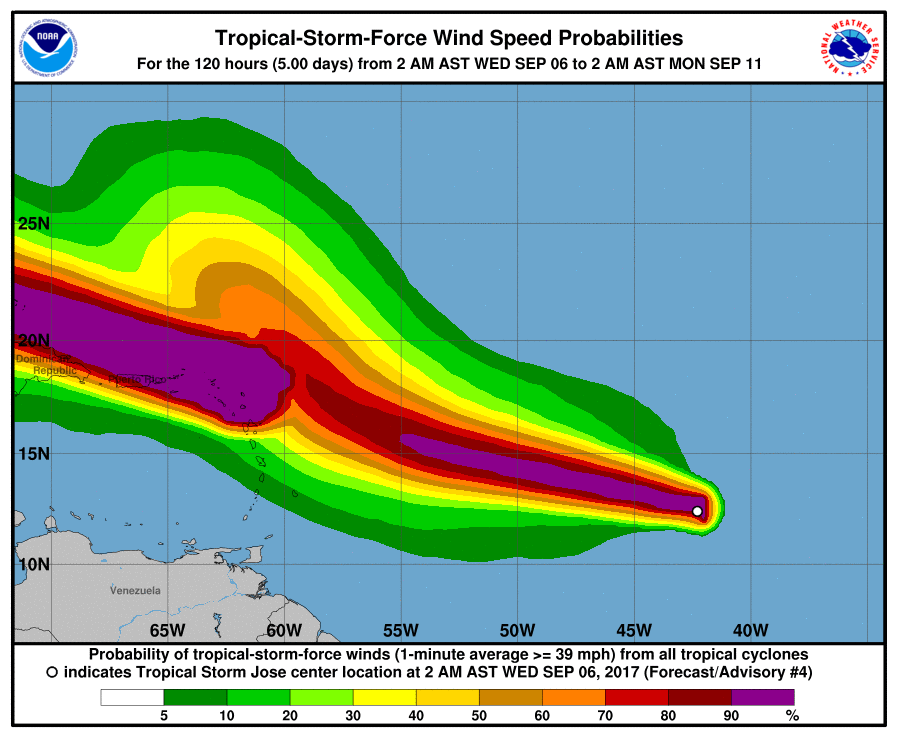 Tropical-Storm-Force Wind Speed Probabilities
For the 120 hours (5.00 days) from 2 AM AST WED SEP 06 to 2 AM AST MON SEP 11
NOAA
NATIONAL WEATHER SERVICE
25N
20N
Puerto Rico
Republic
15N
10N
Venezuela
65W 60W 55W 50W 45W 40W
Probability of tropical-storm-force winds (1-minute average >= 39 mph) from all tropical cyclones
indicates Tropical Storm Jose center location at 2 AM AST WED SEP 06, 2017 (Forecast/Advisory #4)
5 10 20 30 40 50 60 70 80 90 %